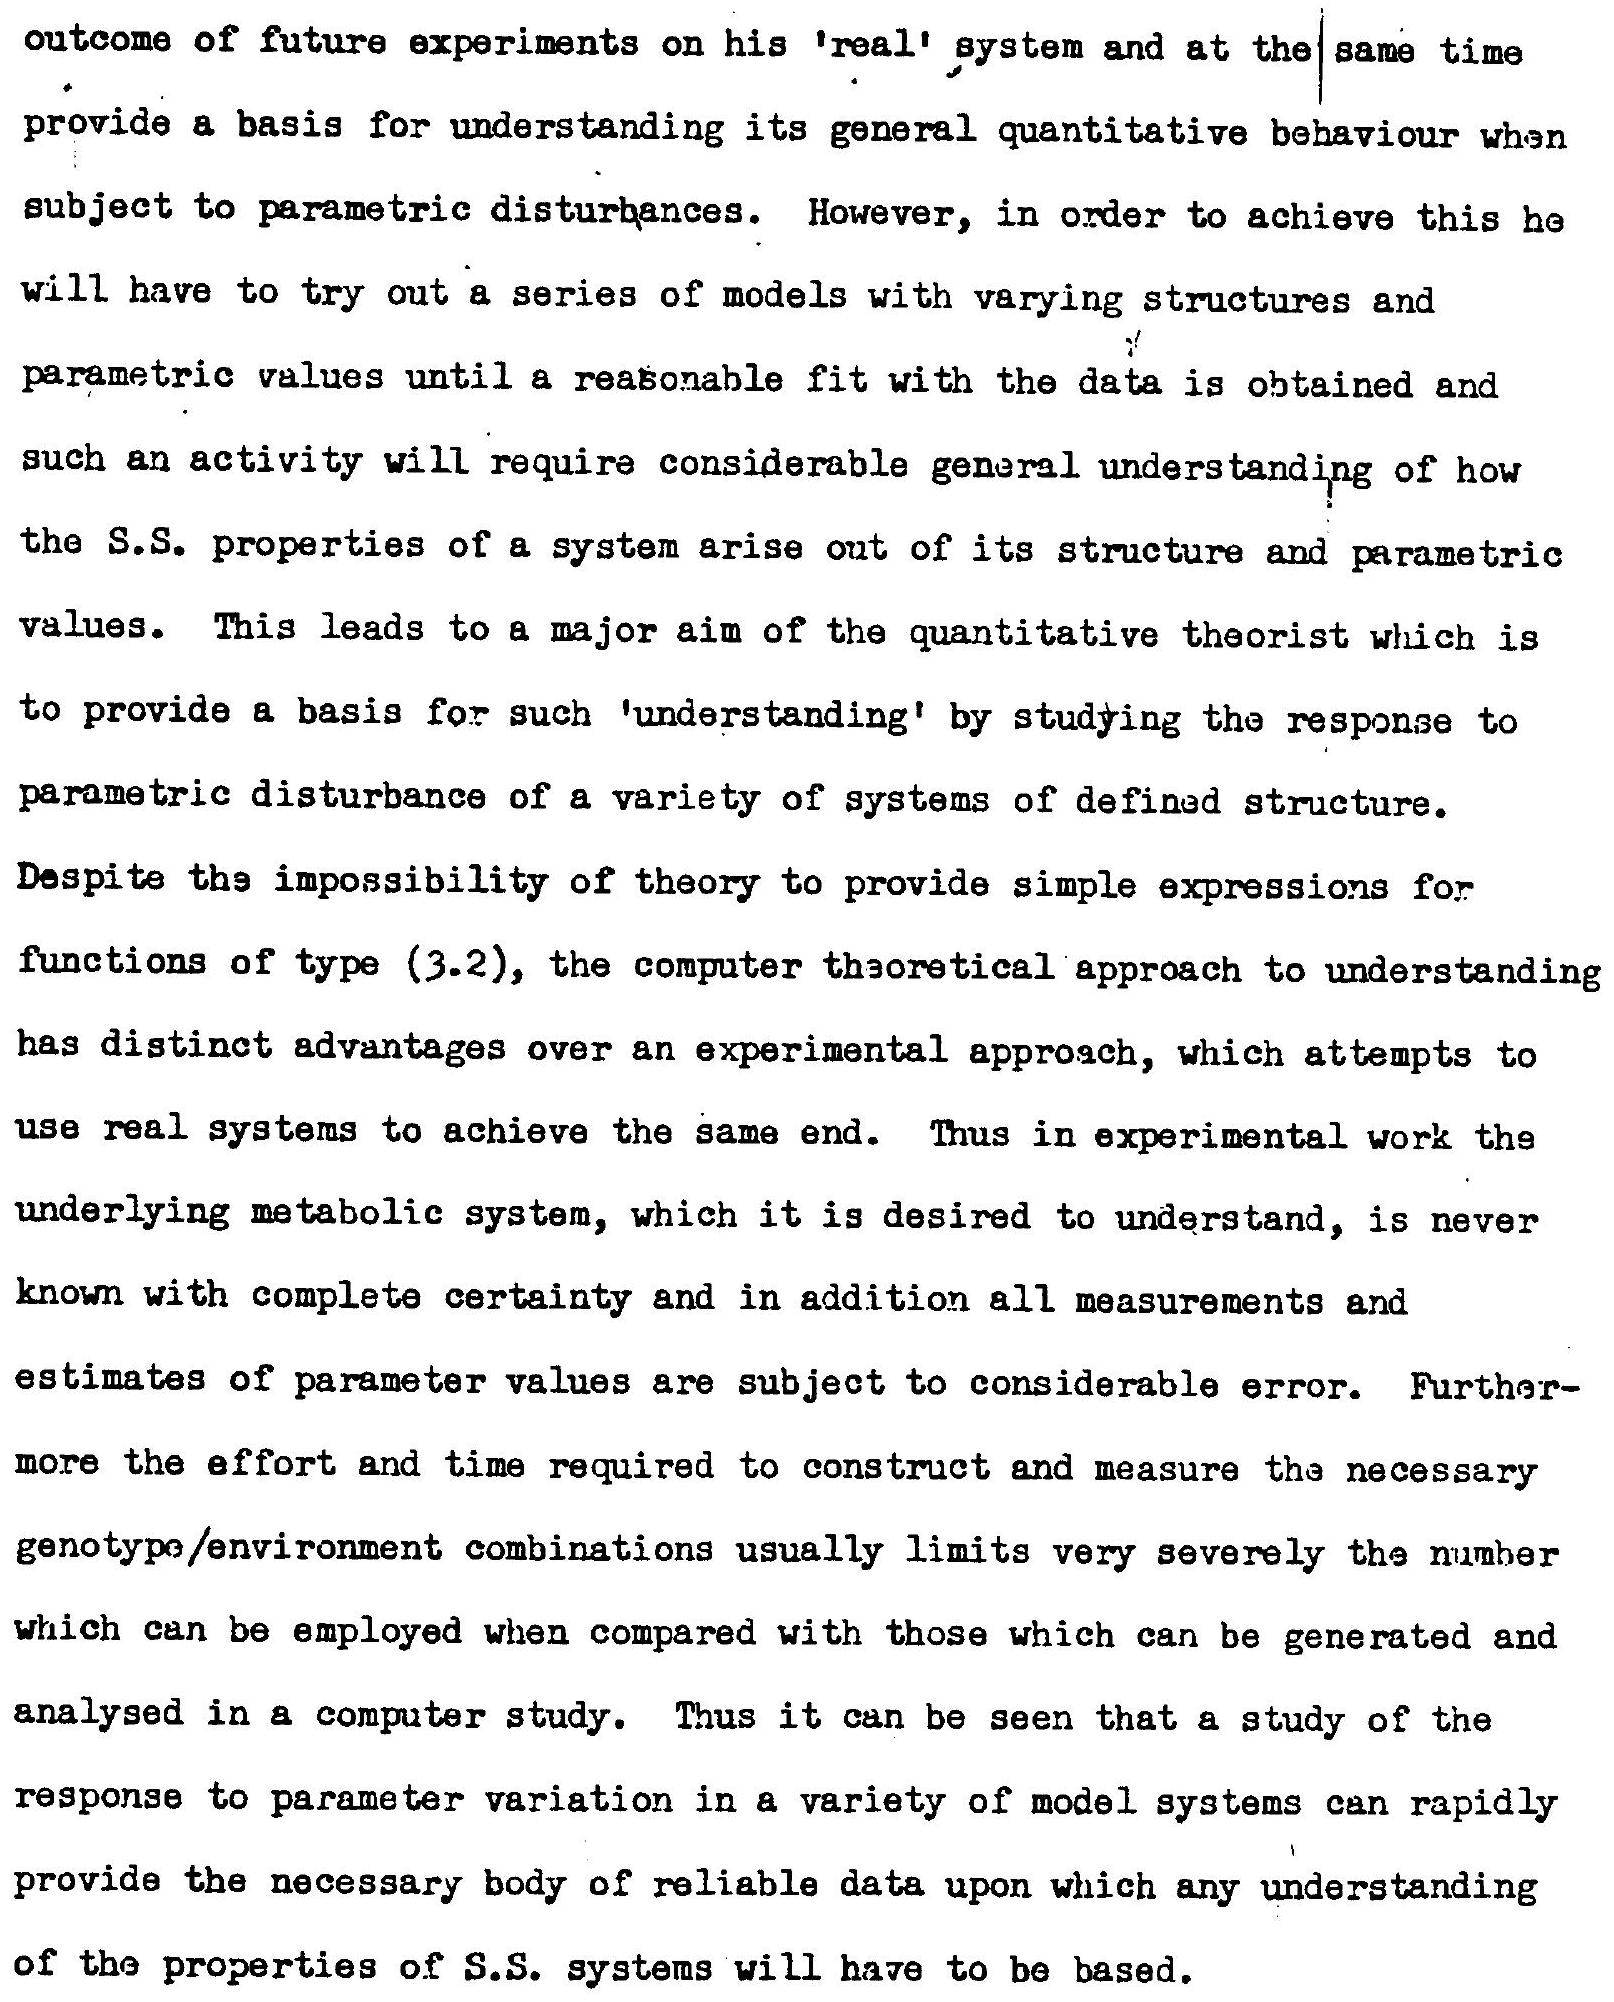 outcome of future experiments on his 'real' system and at the same time
provide a basis for understanding its general quantitative behaviour when
subject to parametric disturbances. However, in order to achieve this he
will have to try out a series of models with varying structures and
parametric values until a reasonable fit with the data is obtained and
such an activity will require considerable general understanding of how
the S.S. properties of a system arise out of its structure and parametric
values. This leads to a major aim of the quantitative theorist which is
to provide a basis for such 'understanding' by studying the response to
parametric disturbance of a variety of systems of defined structure.
Despite the impossibility of theory to provide simple expressions for
functions of type (3.2), the computer theoretical approach to understanding
has distinct advantages over an experimental approach, which attempts to
use real systems to achieve the same end. Thus in experimental work the
underlying metabolic system, which it is desired to understand, is never
known with complete certainty and in addition all measurements and
estimates of parameter values are subject to considerable error. Further-
more the effort and time required to construct and measure the necessary
genotype/environment combinations usually limits very severely the number
which can be employed when compared with those which can be generated and
analysed in a computer study. Thus it can be seen that a study of the
response to parameter variation in a variety of model systems can rapidly
provide the necessary body of reliable data upon which any understanding
of the properties of S.S. systems will have to be based.